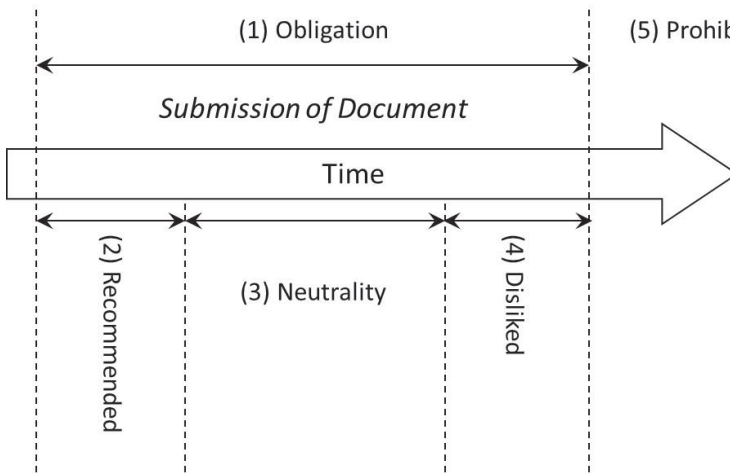 (1) Obligation
(5) Prohib
Submission of Document
Time
(2) Recommended
(3) Neutrality
(4) Disliked